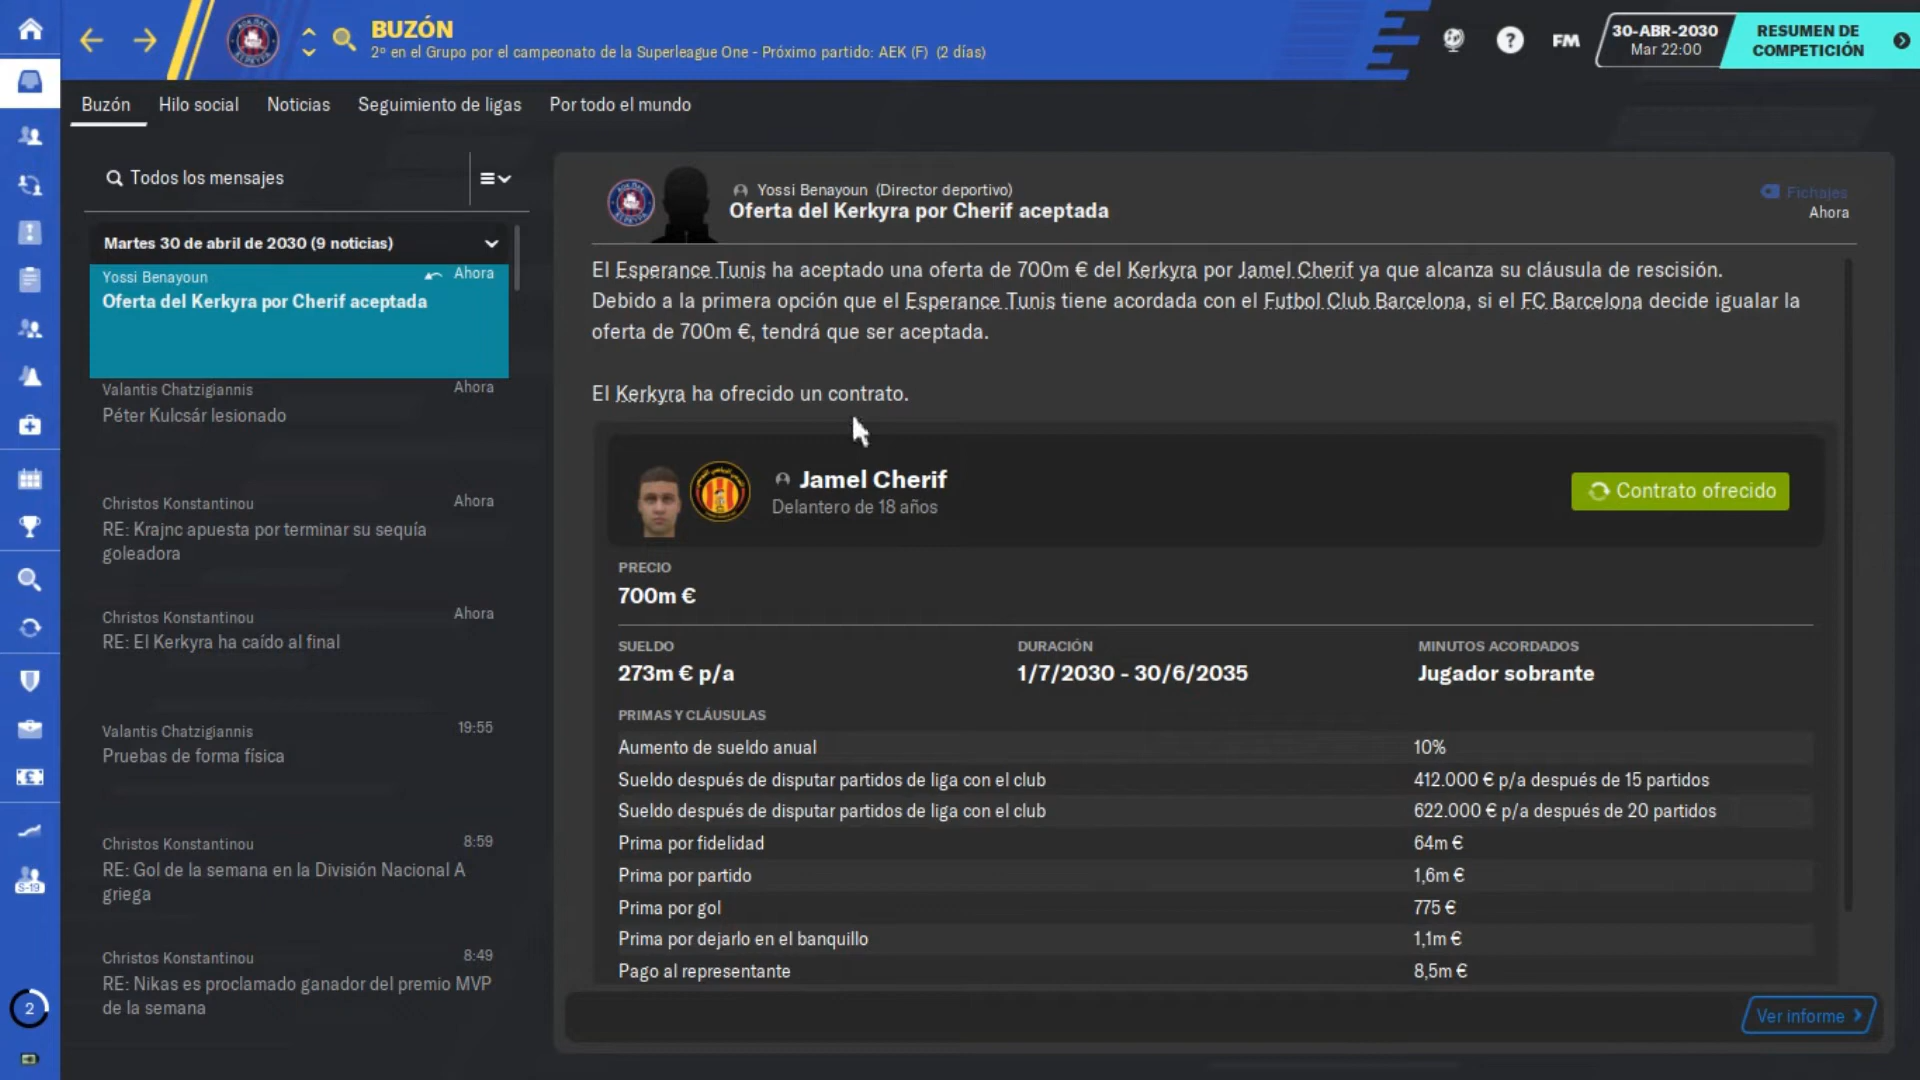 BUZÓN
2º en el Grupo por el campeonato de la Superleague One - Próximo partido: AEK (F) (2 días)
?
FM
30-ABR-2030
Mar 22:00
RESUMEN DE
COMPETICIÓN
Buzón
Hilo social
Noticias
Seguimiento de ligas
Por todo el mundo
Todos los mensajes
Martes 30 de abril de 2030 (9 noticias)
Yossi Benayoun
Ahora
Oferta del Kerkyra por Cherif aceptada
Valantis Chatzigiannis
Ahora
Péter Kulcsár lesionado
Christos Konstantinou
Ahora
RE: Krajnc apuesta por terminar su sequía
goleadora
Christos Konstantinou
Ahora
RE: El Kerkyra ha caído al final
Valantis Chatzigiannis
19:55
Pruebas de forma física
Christos Konstantinou
8:59
RE: Gol de la semana en la División Nacional A
griega
Christos Konstantinou
8:49
RE: Nikas es proclamado ganador del premio MVP
de la semana
S-19
2
Yossi Benayoun (Director deportivo)
Oferta del Kerkyra por Cherif aceptada
Fichajes
Ahora
El Esperance Tunis ha aceptado una oferta de 700m € del Kerkyra por Jamel Cherif ya que alcanza su cláusula de rescisión.
Debido a la primera opción que el Esperance Tunis tiene acordada con el Futbol Club Barcelona, si el FC Barcelona decide igualar la
oferta de 700m €, tendrá que ser aceptada.
El Kerkyra ha ofrecido un contrato.
Jamel Cherif
Delantero de 18 años
Contrato ofrecido
PRECIO
700m €
SUELDO
273m € p/a
DURACIÓN
1/7/2030 - 30/6/2035
MINUTOS ACORDADOS
Jugador sobrante
PRIMAS Y CLÁUSULAS
Aumento de sueldo anual
10%
Sueldo después de disputar partidos de liga con el club
412.000 € p/a después de 15 partidos
Sueldo después de disputar partidos de liga con el club
622.000 € p/a después de 20 partidos
Prima por fidelidad
64m €
Prima por partido
1,6m €
Prima por gol
775 €
Prima por dejarlo en el banquillo
1,1m €
Pago al representante
8,5m €
Ver informe